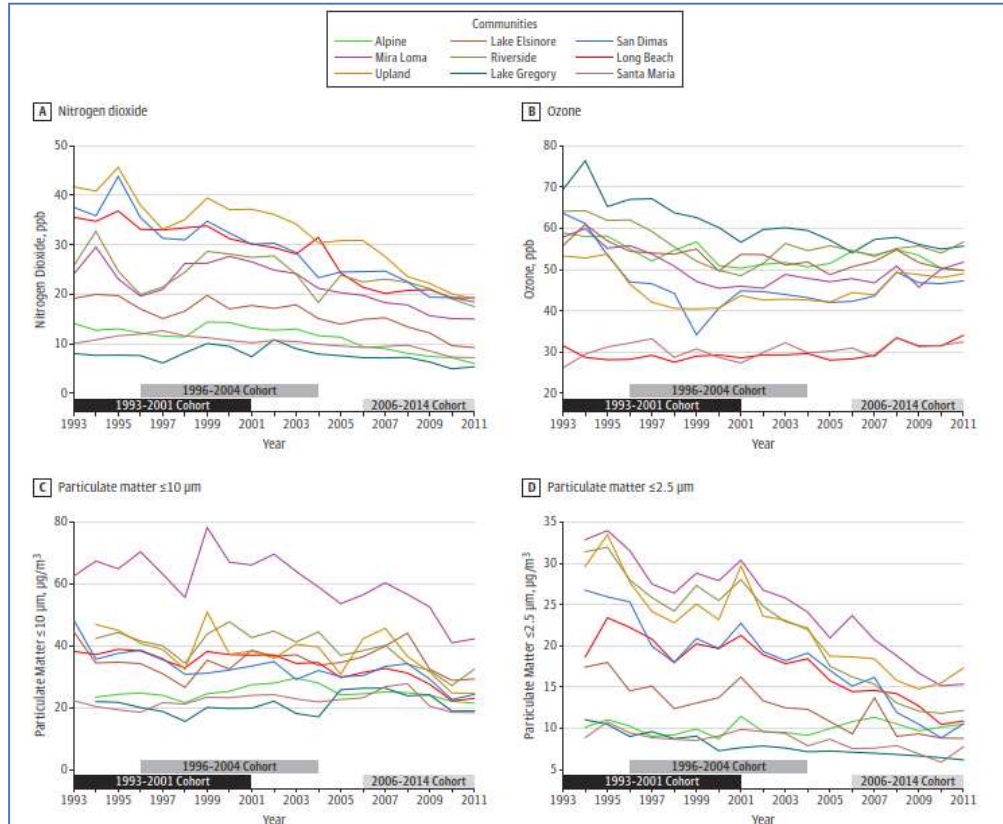 Communities
Alpine Lake Elsinore San Dimas
Mira Loma Riverside Long Beach
Upland Lake Gregory Santa Maria
A Nitrogen dioxide
50
40
30
20
10
0
Nitrogen Dioxide, ppb
1996–2004 Cohort
1993–2001 Cohort 2006–2014 Cohort
1993 1995 1997 1999 2001 2003 2005 2007 2009 2011
Year
B Ozone
80
70
60
50
40
30
20
Ozone, ppb
1996–2004 Cohort
1993–2001 Cohort 2006–2014 Cohort
1993 1995 1997 1999 2001 2003 2005 2007 2009 2011
Year
C Particulate matter ≤10 μm
80
60
40
20
0
Particulate Matter ≤10 μm, μg/m³
1996–2004 Cohort
1993–2001 Cohort 2006–2014 Cohort
1993 1995 1997 1999 2001 2003 2005 2007 2009 2011
Year
D Particulate matter ≤2.5 μm
35
30
25
20
15
10
5
Particulate Matter ≤2.5 μm, μg/m³
1996–2004 Cohort
1993–2001 Cohort 2006–2014 Cohort
1993 1995 1997 1999 2001 2003 2005 2007 2009 2011
Year